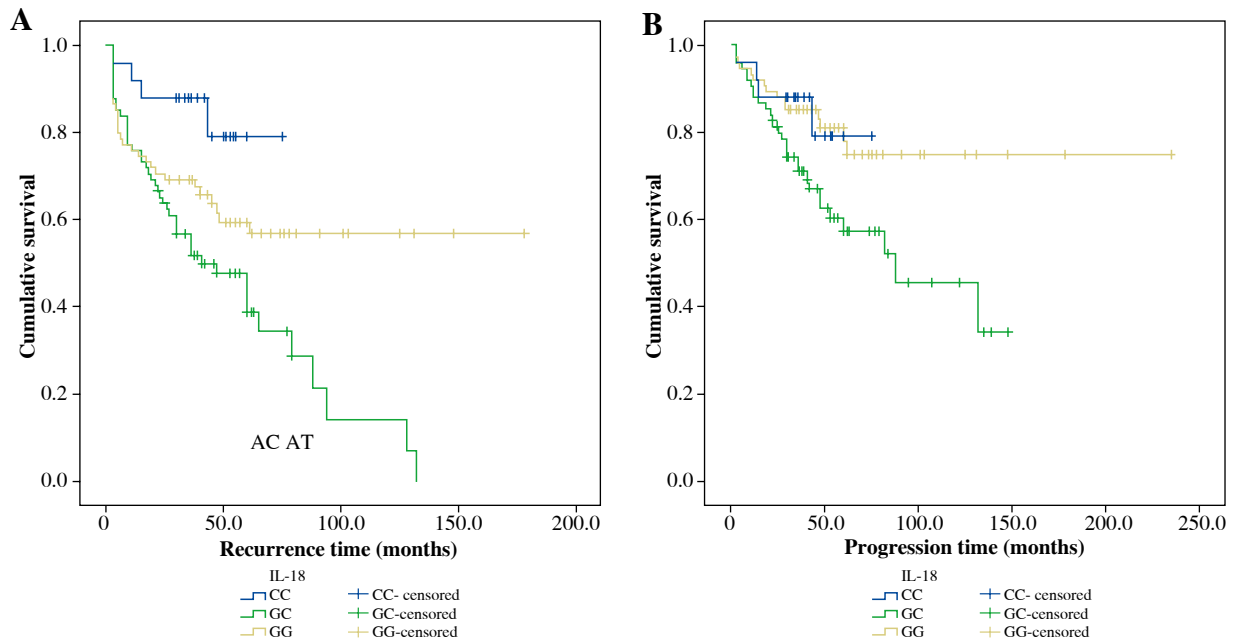 A
1.0
0.8
0.6
0.4
0.2
0.0
Cumulative survival
AC AT
0 50.0 100.0 150.0 200.0
Recurrence time (months)
IL-18
CC CC- censored
GC GC-censored
GG GG-censored
B
1.0
0.8
0.6
0.4
0.2
0.0
Cumulative survival
0 50.0 100.0 150.0 200.0 250.0
Progression time (months)
IL-18
CC CC- censored
GC GC-censored
GG GG-censored